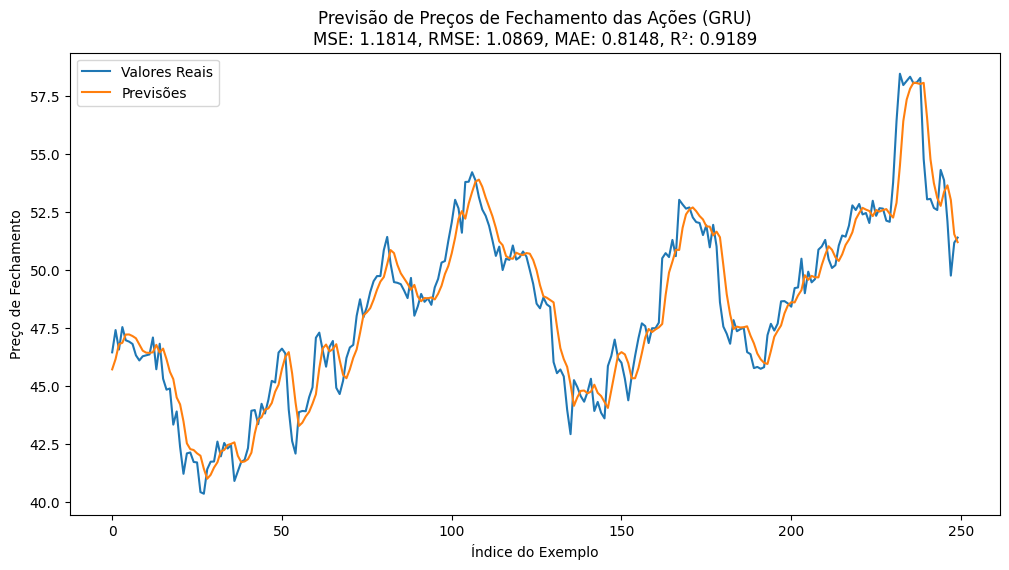 Previsão de Preços de Fechamento das Ações (GRU)
MSE: 1.1814, RMSE: 1.0869, MAE: 0.8148, R²: 0.9189
Valores Reais
Previsões
Preço de Fechamento
57.5
55.0
52.5
50.0
47.5
45.0
42.5
40.0
0
50
100
150
200
250
Índice do Exemplo